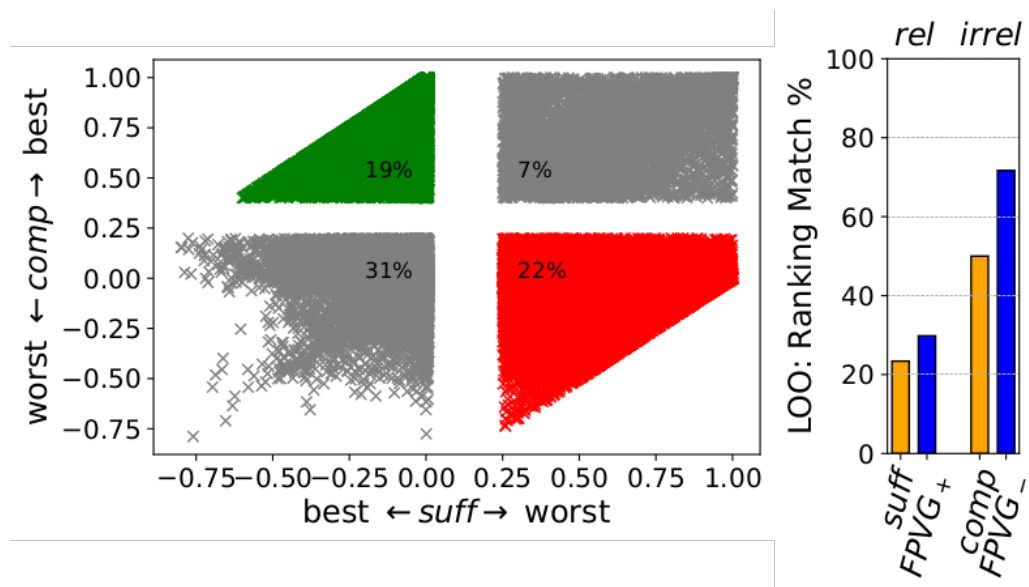 worst ← comp → best
1.00
0.75
0.50
0.25
0.00
−0.25
−0.50
−0.75
19%
7%
31%
22%
−0.75 −0.50 −0.25 0.00 0.25 0.50 0.75 1.00
best ← suff → worst
rel irrel
LOO: Ranking Match %
100
80
60
40
20
0
suff
FPVG+
comp
FPVG−